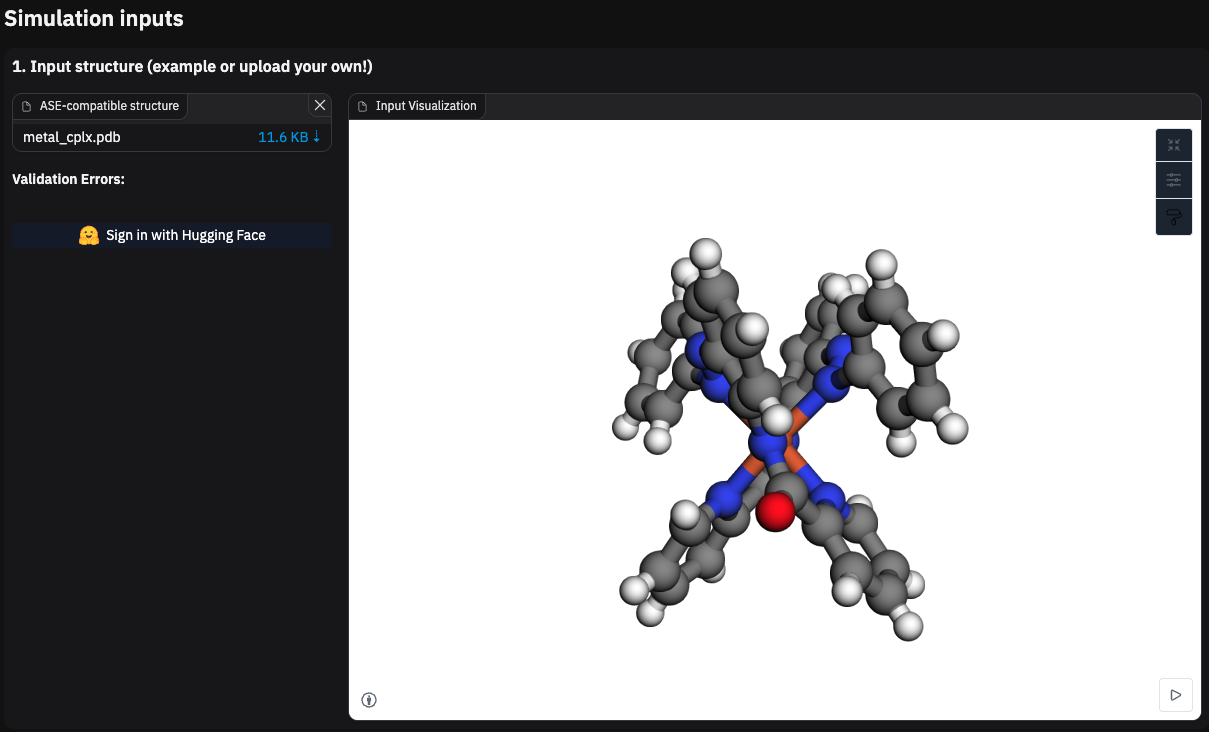 Simulation inputs
1. Input structure (example or upload your own!)
ASE-compatible structure
metal_cplx.pdb 11.6 KB ↓
Validation Errors:
Sign in with Hugging Face
Input Visualization